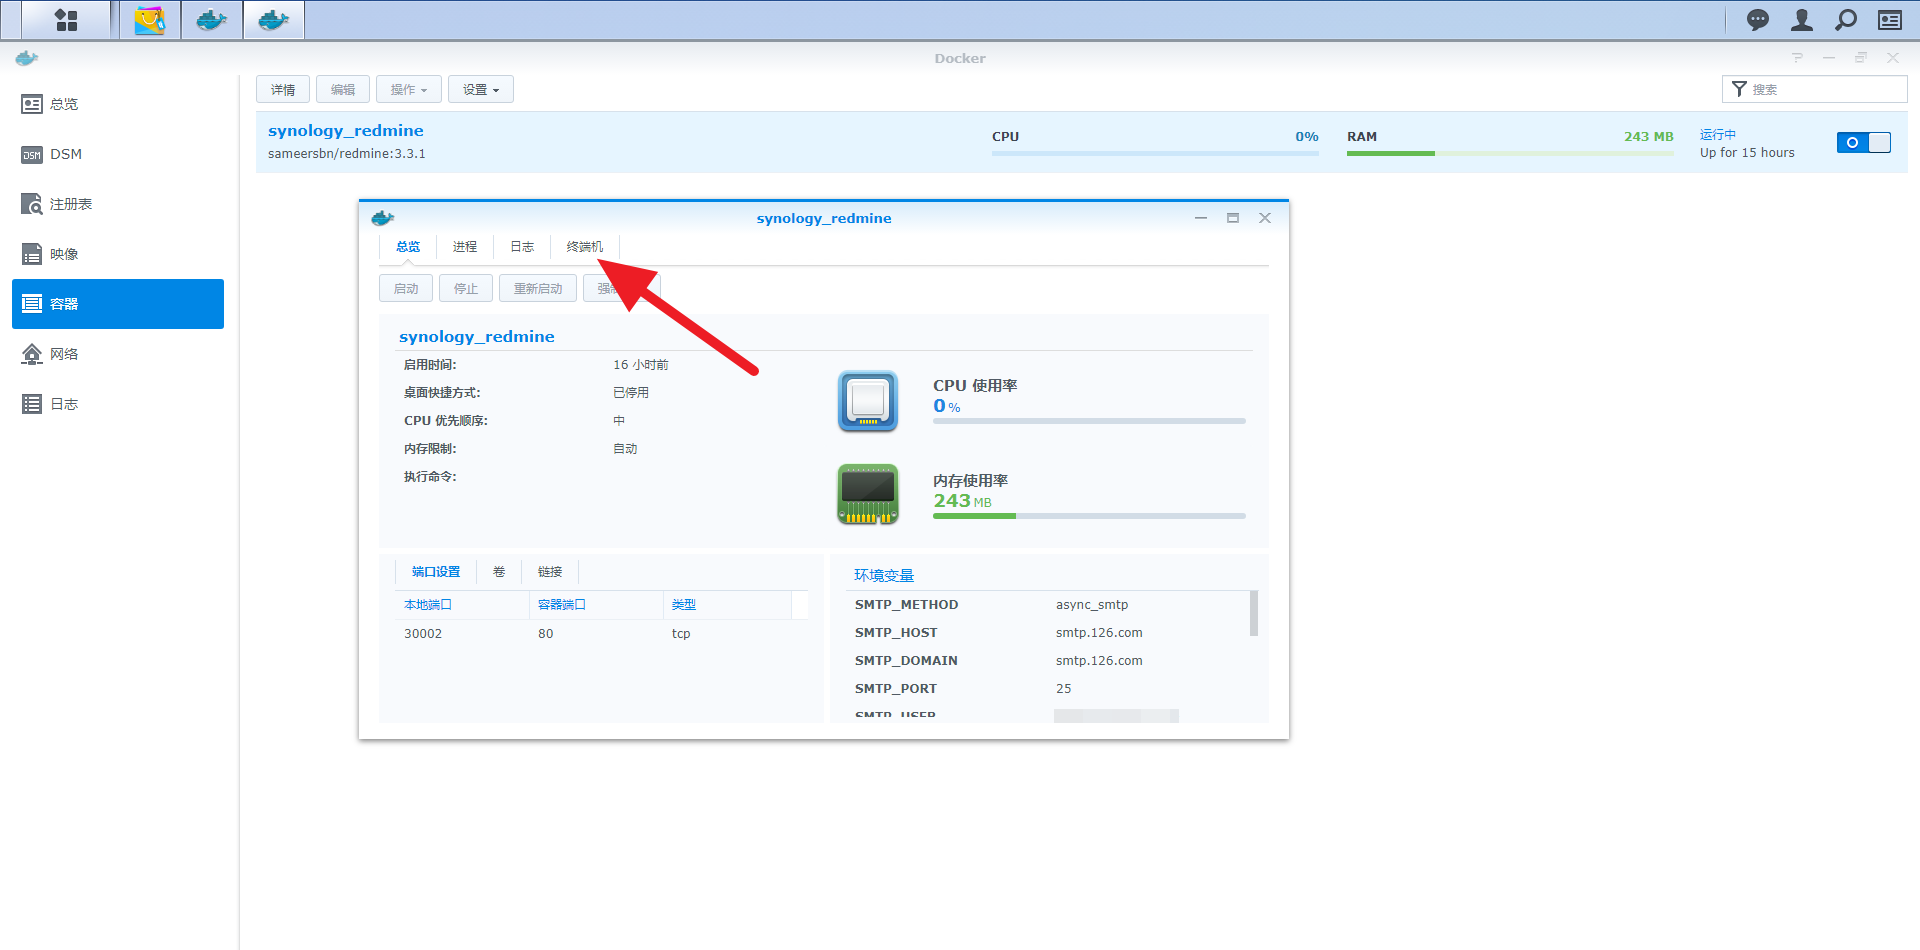 Docker
总览
DSM
注册表
映像
容器
网络
日志
详情 编辑 操作 设置 搜索
synology_redmine
sameersbn/redmine:3.3.1
CPU 0% RAM 243 MB
运行中
Up for 15 hours
synology_redmine
总览 进程 日志 终端机
启动 停止 重新启动
synology_redmine
启用时间: 16 小时前
桌面快捷方式: 已停用
CPU 优先顺序: 中
内存限制: 自动
执行命令:
CPU 使用率
0 %
内存使用率
243 MB
端口设置 卷 链接
本地端口 容器端口 类型
30002 80 tcp
环境变量
SMTP_METHOD async_smtp
SMTP_HOST smtp.126.com
SMTP_DOMAIN smtp.126.com
SMTP_PORT 25
SMTP_USER